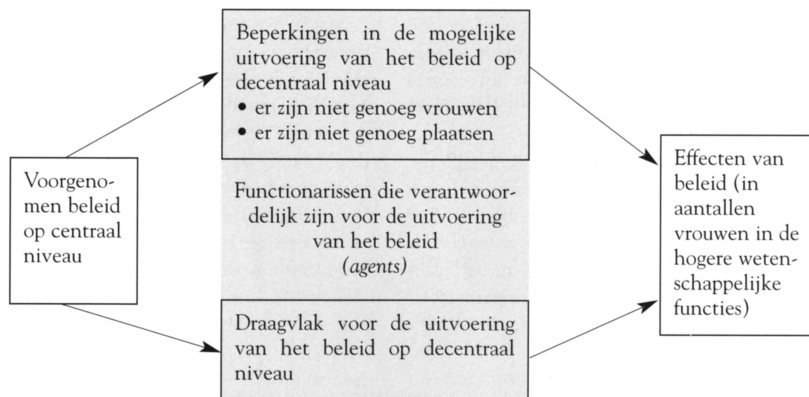 Voorgeno-
men beleid
op centraal
niveau
Beperkingen in de mogelijke
uitvoering van het beleid op
decentraal niveau
• er zijn niet genoeg vrouwen
• er zijn niet genoeg plaatsen
Functionarissen die verantwoor-
delijk zijn voor de uitvoering
van het beleid
(agents)
Draagvlak voor de uitvoering
van het beleid op decentraal
niveau
Effecten van
beleid (in
aantallen
vrouwen in de
hogere weten-
schappelijke
functies)